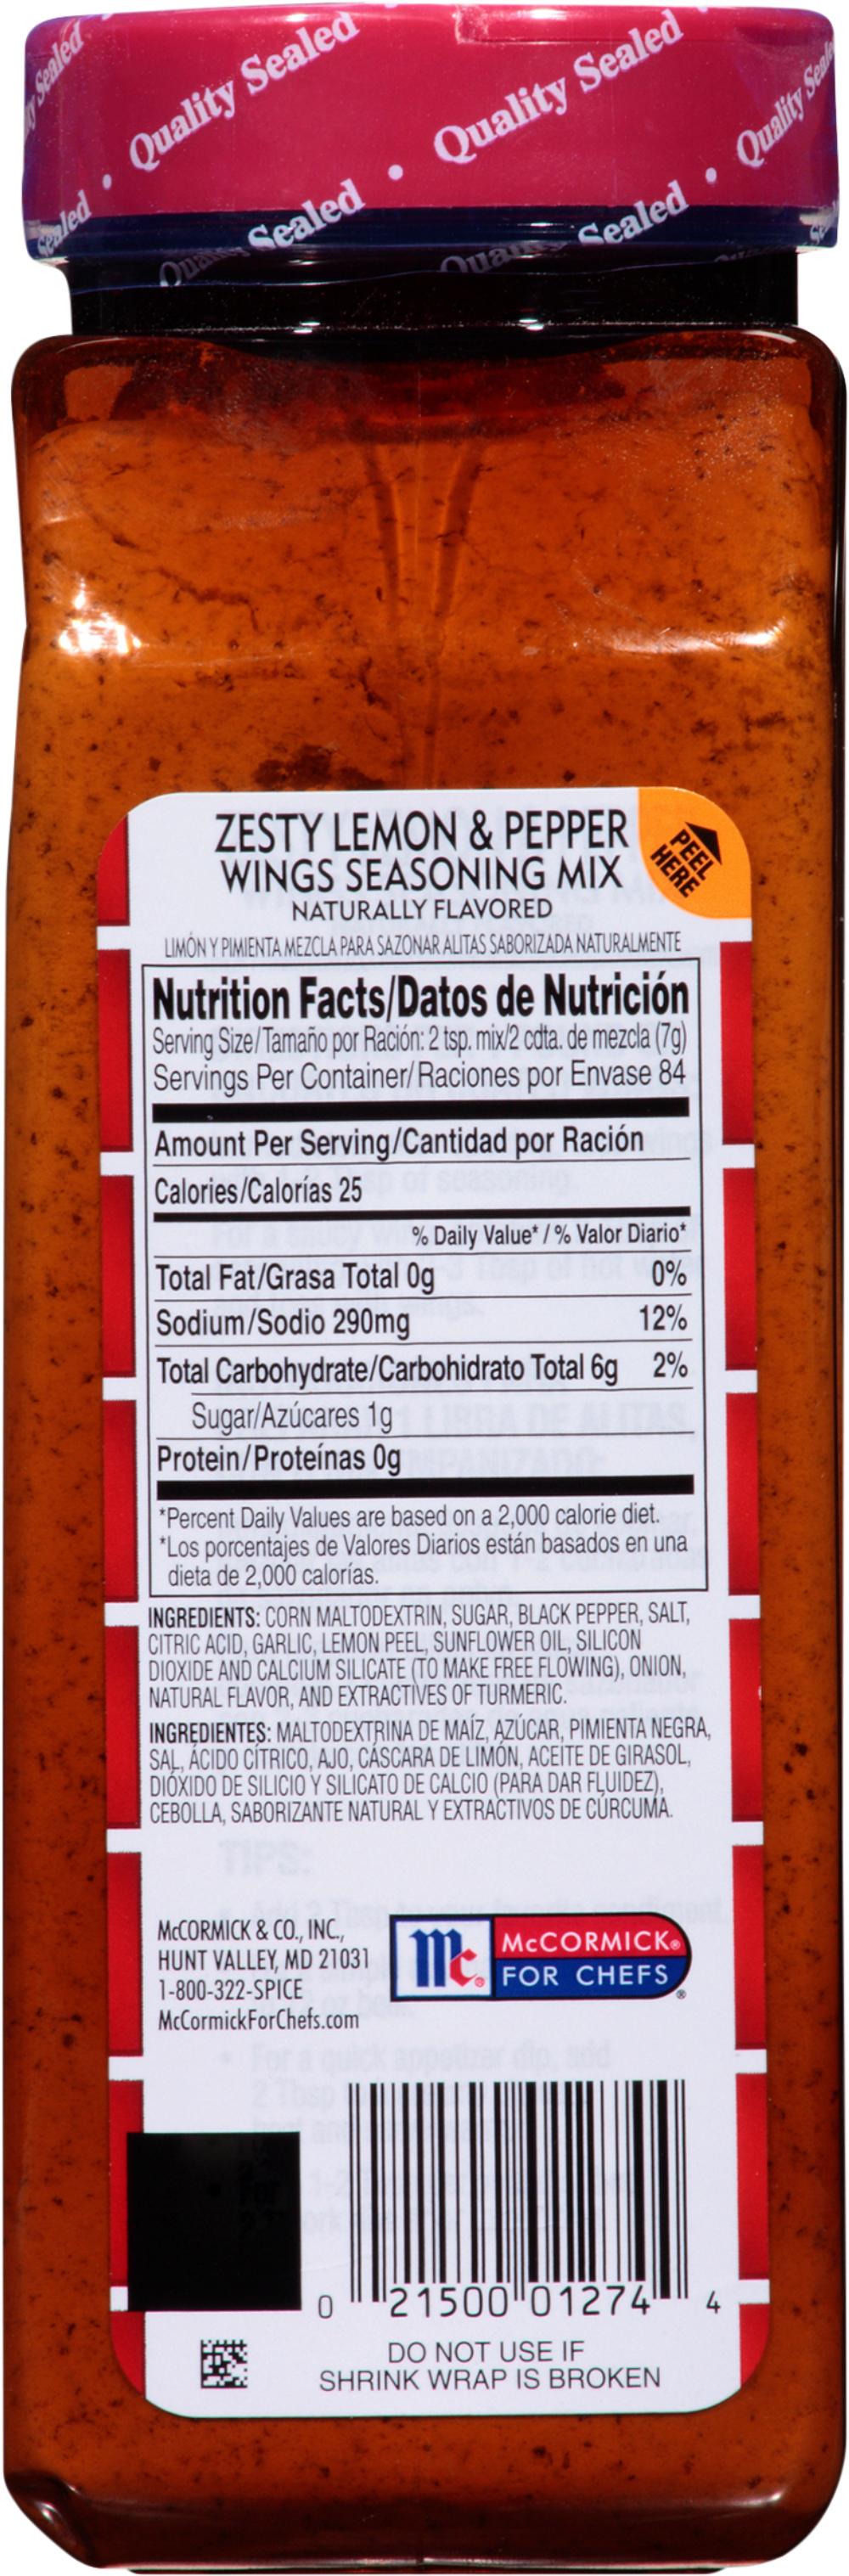 Quality Sealed • Quality Sealed • Quality Sealed
Sealed • Sealed • Sealed
ZESTY LEMON & PEPPER
WINGS SEASONING MIX
NATURALLY FLAVORED
PEEL
HERE
LIMÓN Y PIMIENTA MEZCLA PARA SAZONAR ALITAS SABORIZADA NATURALMENTE
Nutrition Facts/Datos de Nutrición
Serving Size/Tamaño por Ración: 2 tsp. mix/2 cdta. de mezcla (7g)
Servings Per Container/Raciones por Envase 84
Amount Per Serving/Cantidad por Ración
Calories/Calorías 25
% Daily Value* / % Valor Diario*
Total Fat/Grasa Total 0g 0%
Sodium/Sodio 290mg 12%
Total Carbohydrate/Carbohidrato Total 6g 2%
Sugar/Azúcares 1g
Protein/Proteínas 0g
*Percent Daily Values are based on a 2,000 calorie diet.
*Los porcentajes de Valores Diarios están basados en una
dieta de 2,000 calorías.
INGREDIENTS: CORN MALTODEXTRIN, SUGAR, BLACK PEPPER, SALT,
CITRIC ACID, GARLIC, LEMON PEEL, SUNFLOWER OIL, SILICON
DIOXIDE AND CALCIUM SILICATE (TO MAKE FREE FLOWING), ONION,
NATURAL FLAVOR, AND EXTRACTIVES OF TURMERIC.
INGREDIENTES: MALTODEXTRINA DE MAÍZ, AZÚCAR, PIMIENTA NEGRA,
SAL, ÁCIDO CÍTRICO, AJO, CÁSCARA DE LIMÓN, ACEITE DE GIRASOL,
DIÓXIDO DE SILICIO Y SILICATO DE CALCIO (PARA DAR FLUIDEZ),
CEBOLLA, SABORIZANTE NATURAL Y EXTRACTIVOS DE CÚRCUMA.
TIPS:
McCORMICK & CO., INC.,
HUNT VALLEY, MD 21031
1-800-322-SPICE
McCormickForChefs.com
Mc.®
McCORMICK®
FOR CHEFS®
0 21500 01274 4
DO NOT USE IF
SHRINK WRAP IS BROKEN